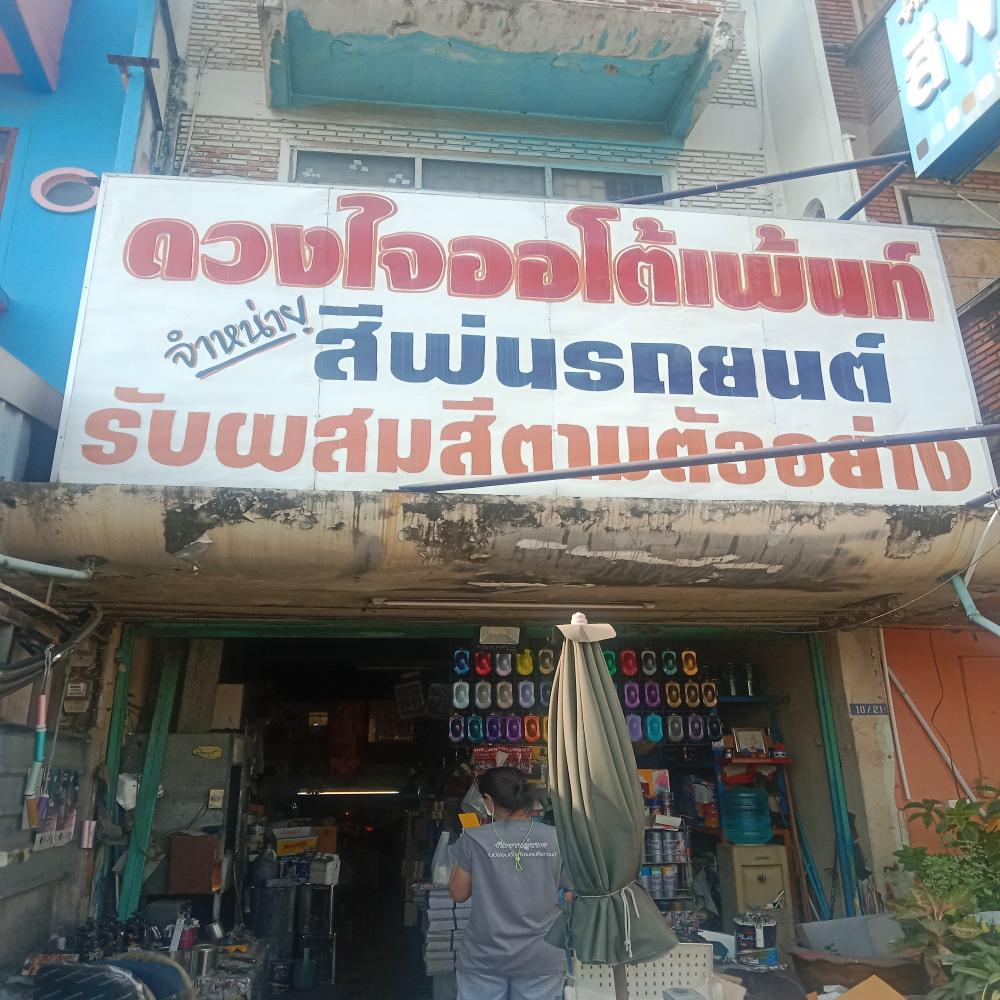 ดวงใจออโต้เพ้นท์
จำหน่าย สีพ่นรถยนต์
รับผสมสีตามตัวอย่าง
10/21